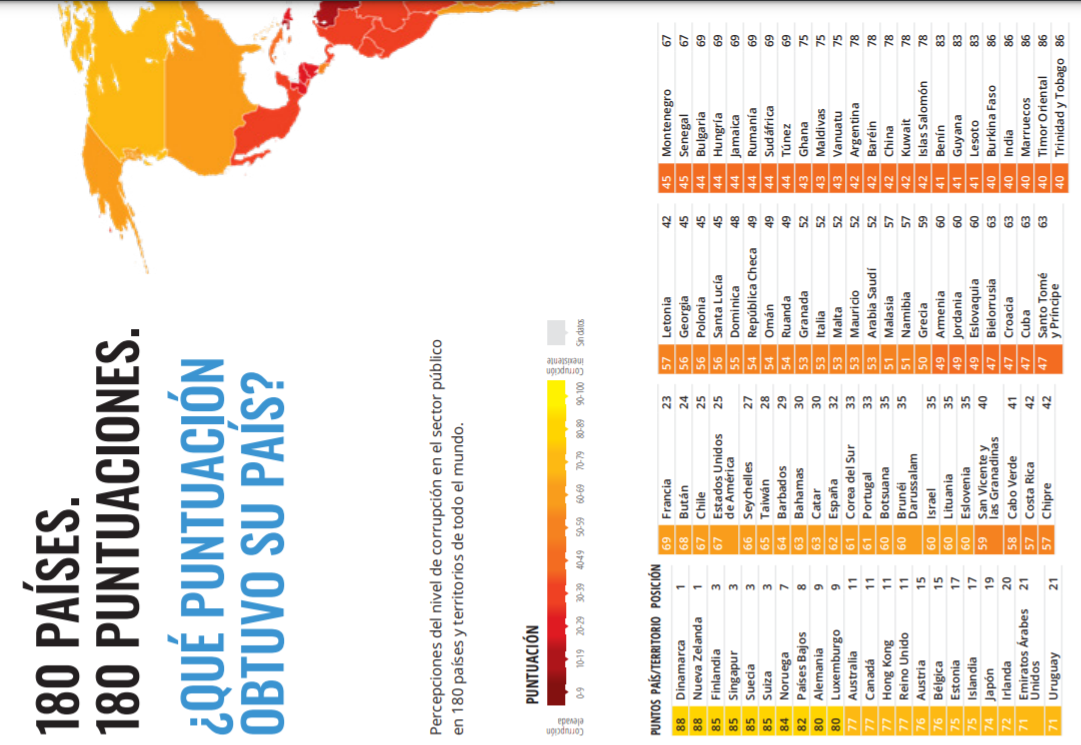 180 PAÍSES.
180 PUNTUACIONES.
¿QUÉ PUNTUACIÓN
OBTUVO SU PAÍS?
Percepciones del nivel de corrupción en el sector público
en 180 países y territorios de todo el mundo.
PUNTUACIÓN
Corrupción
elevada
0-9 10-19 20-29 30-39 40-49 50-59 60-69 70-79 80-89 90-100
Corrupción
inexistente
Sin datos
PUNTOS PAÍS/TERRITORIO POSICIÓN
88 Dinamarca 1
88 Nueva Zelanda 1
85 Finlandia 3
85 Singapur 3
85 Suecia 3
85 Suiza 3
84 Noruega 7
82 Países Bajos 8
80 Alemania 9
80 Luxemburgo 9
77 Australia 11
77 Canadá 11
77 Hong Kong 11
77 Reino Unido 11
76 Austria 15
76 Bélgica 15
75 Estonia 17
75 Islandia 17
74 Japón 19
72 Irlanda 20
71 Emiratos Árabes 21
Unidos
71 Uruguay 21
69 Francia 23
68 Bután 24
67 Chile 25
67 Estados Unidos 25
de América
66 Seychelles 27
65 Taiwán 28
64 Barbados 29
63 Bahamas 30
63 Catar 30
62 España 32
61 Corea del Sur 33
61 Portugal 33
60 Botsuana 35
60 Brunéi 35
Darussalam
60 Israel 35
60 Lituania 35
60 Eslovenia 35
59 San Vicente y 40
las Granadinas
58 Cabo Verde 41
57 Costa Rica 42
57 Chipre 42
57 Letonia 42
56 Georgia 45
56 Polonia 45
56 Santa Lucía 45
55 Dominica 48
54 República Checa 49
54 Omán 49
54 Ruanda 49
53 Granada 52
53 Italia 52
53 Malta 52
53 Mauricio 52
53 Arabia Saudí 52
51 Malasia 57
51 Namibia 57
50 Grecia 59
49 Armenia 60
49 Jordania 60
49 Eslovaquia 60
47 Bielorrusia 63
47 Croacia 63
47 Cuba 63
47 Santo Tomé 63
y Príncipe
45 Montenegro 67
45 Senegal 67
44 Bulgaria 69
44 Hungría 69
44 Jamaica 69
44 Rumanía 69
44 Sudáfrica 69
44 Túnez 69
43 Ghana 75
43 Maldivas 75
43 Vanuatu 75
42 Argentina 78
42 Baréin 78
42 China 78
42 Kuwait 78
42 Islas Salomón 78
41 Benín 83
41 Guyana 83
41 Lesoto 83
40 Burkina Faso 86
40 India 86
40 Marruecos 86
40 Timor Oriental 86
40 Trinidad y Tobago 86